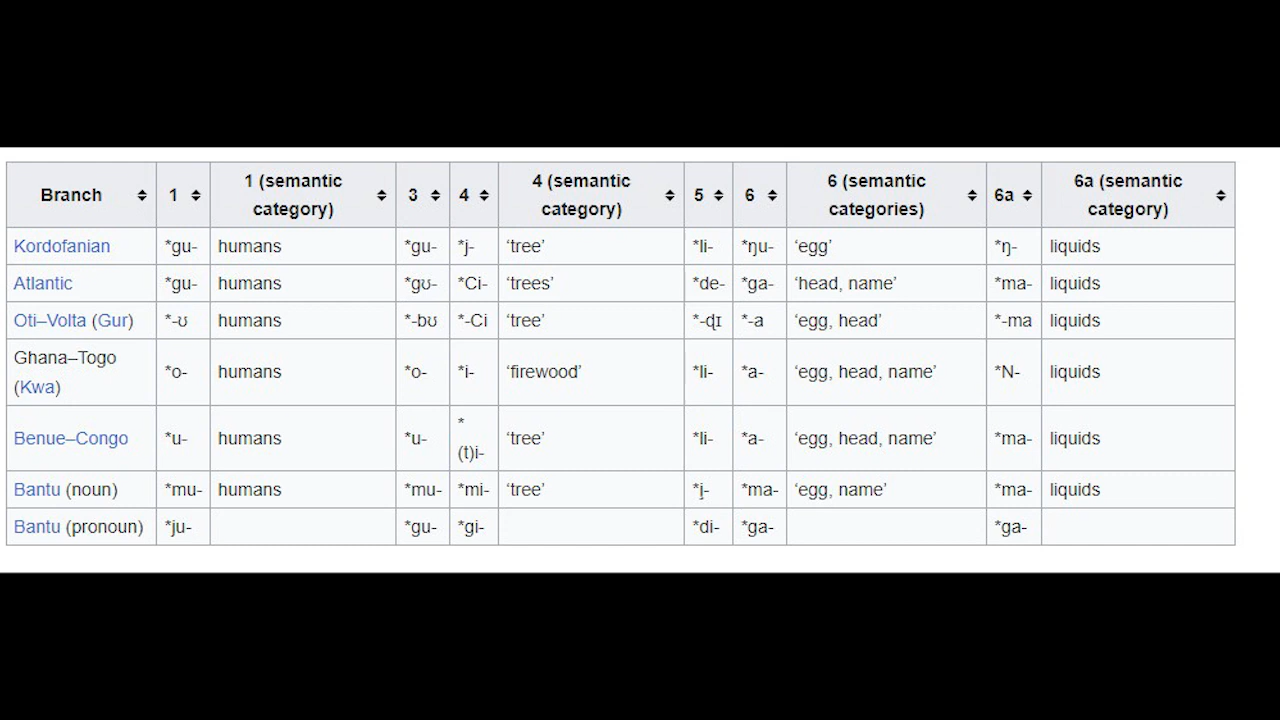 Branch 1 1 (semantic category) 3 4 4 (semantic category) 5 6 6 (semantic categories) 6a 6a (semantic category)
Kordofanian *gu- humans *gu- *j- ‘tree’ *li- *ŋu- ‘egg’ *ŋ- liquids
Atlantic *gu- humans *gʊ- *Ci- ‘trees’ *de- *ga- ‘head, name’ *ma- liquids
Oti–Volta (Gur) *-ʊ humans *-bʊ *-Ci ‘tree’ *-ɖɪ *-a ‘egg, head’ *-ma liquids
Ghana–Togo (Kwa) *o- humans *o- *i- ‘firewood’ *li- *a- ‘egg, head, name’ *N- liquids
Benue–Congo *u- humans *u- *(t)i- ‘tree’ *li- *a- ‘egg, head, name’ *ma- liquids
Bantu (noun) *mu- humans *mu- *mi- ‘tree’ *i̧- *ma- ‘egg, name’ *ma- liquids
Bantu (pronoun) *ju- *gu- *gi- *di- *ga- *ga-